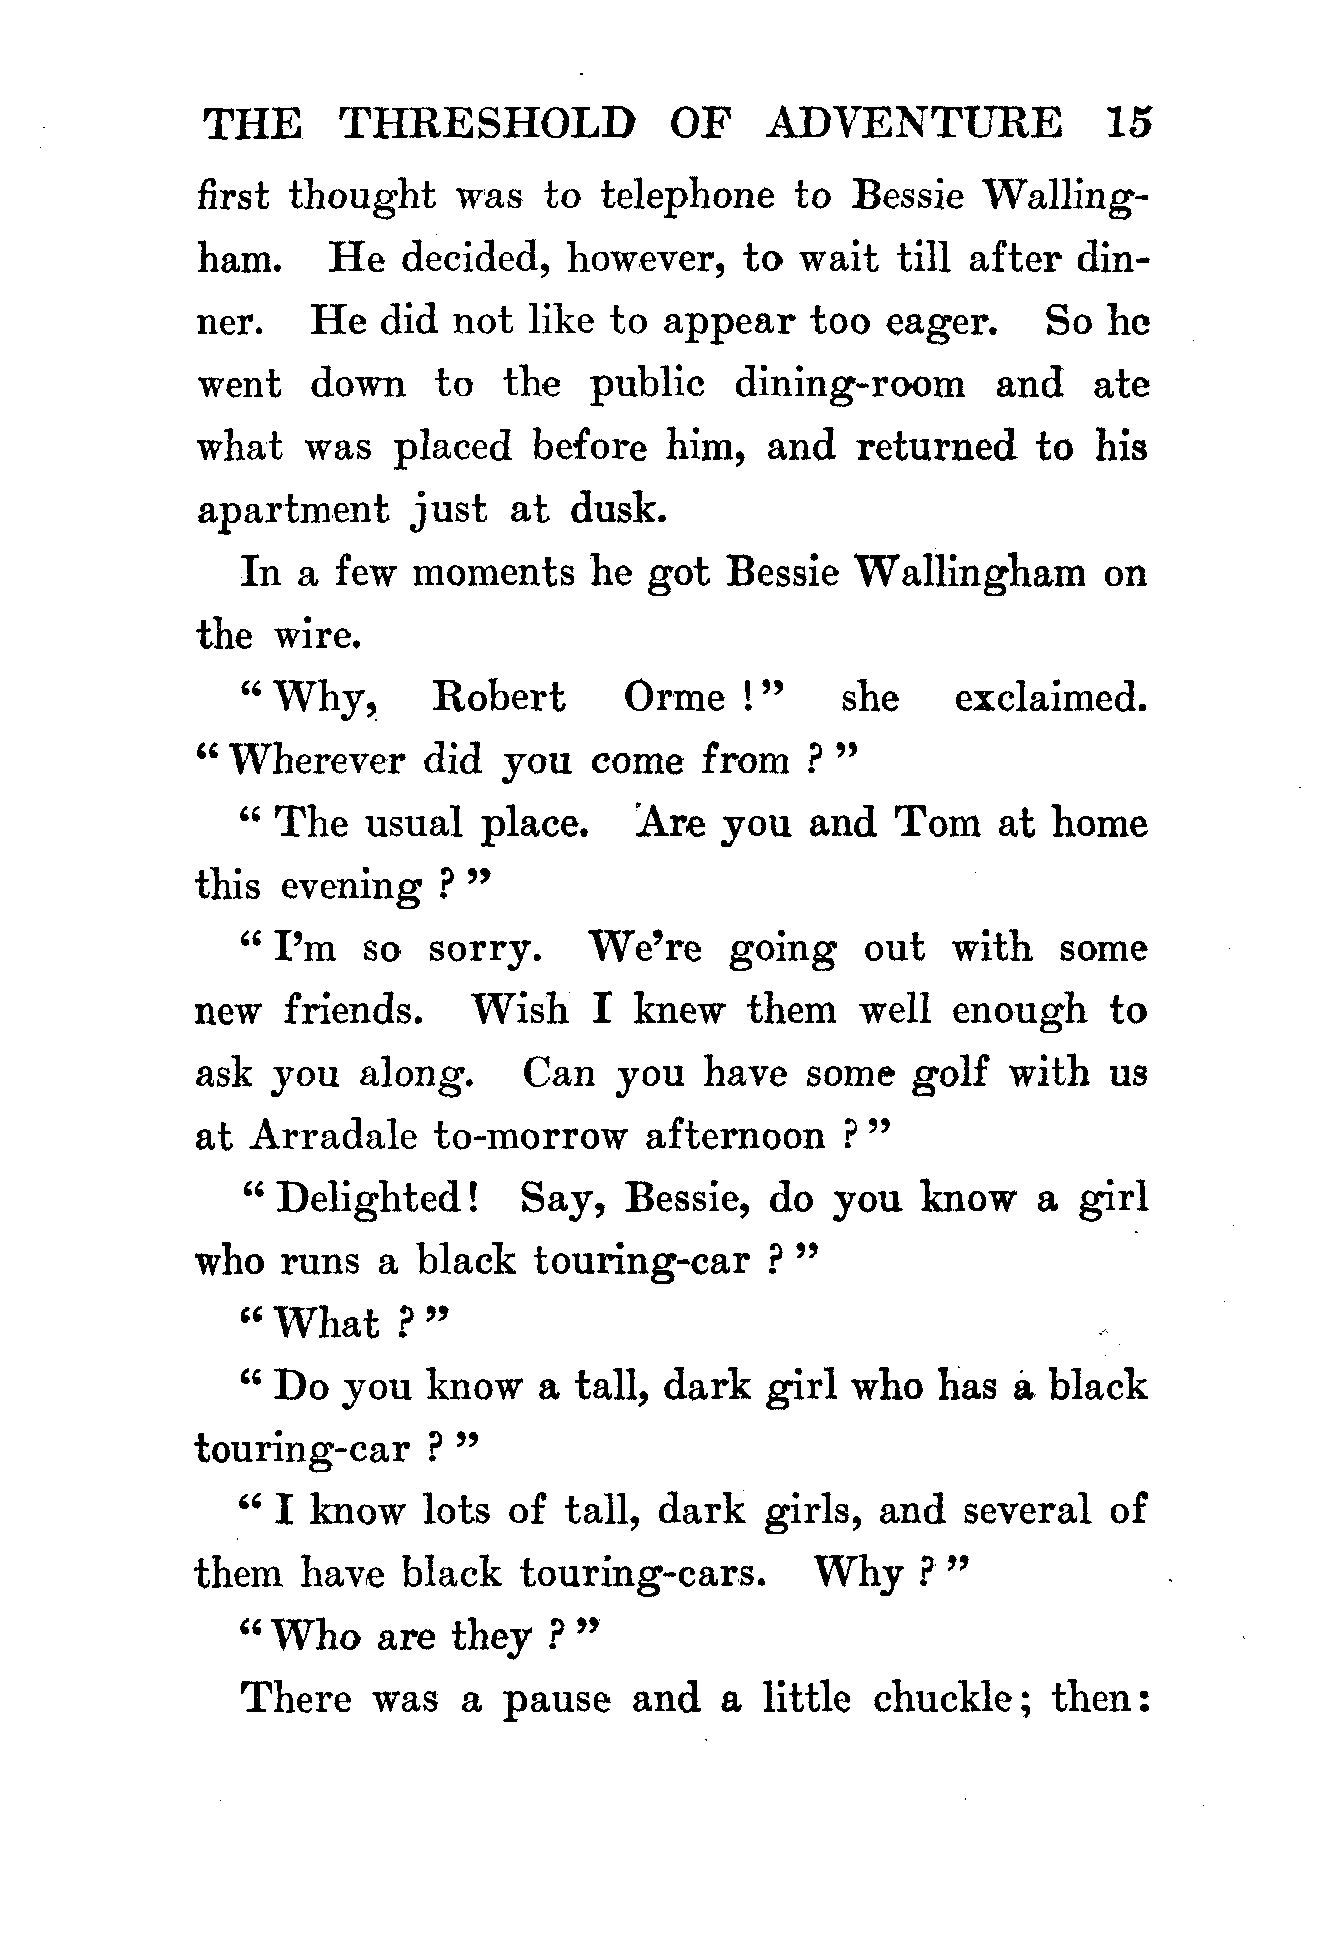 THE THRESHOLD OF ADVENTURE 15
first thought was to telephone to Bessie Walling-
ham. He decided, however, to wait till after din-
ner. He did not like to appear too eager. So he
went down to the public dining-room and ate
what was placed before him, and returned to his
apartment just at dusk.
In a few moments he got Bessie Wallingham on
the wire.
“ Why, Robert Orme ! ” she exclaimed.
“ Wherever did you come from ? ”
“ The usual place. Are you and Tom at home
this evening ? ”
“ I’m so sorry. We’re going out with some
new friends. Wish I knew them well enough to
ask you along. Can you have some golf with us
at Arradale to-morrow afternoon ? ”
“ Delighted! Say, Bessie, do you know a girl
who runs a black touring-car ? ”
“ What ? ”
“ Do you know a tall, dark girl who has a black
touring-car ? ”
“ I know lots of tall, dark girls, and several of
them have black touring-cars. Why ? ”
“ Who are they ? ”
There was a pause and a little chuckle; then: